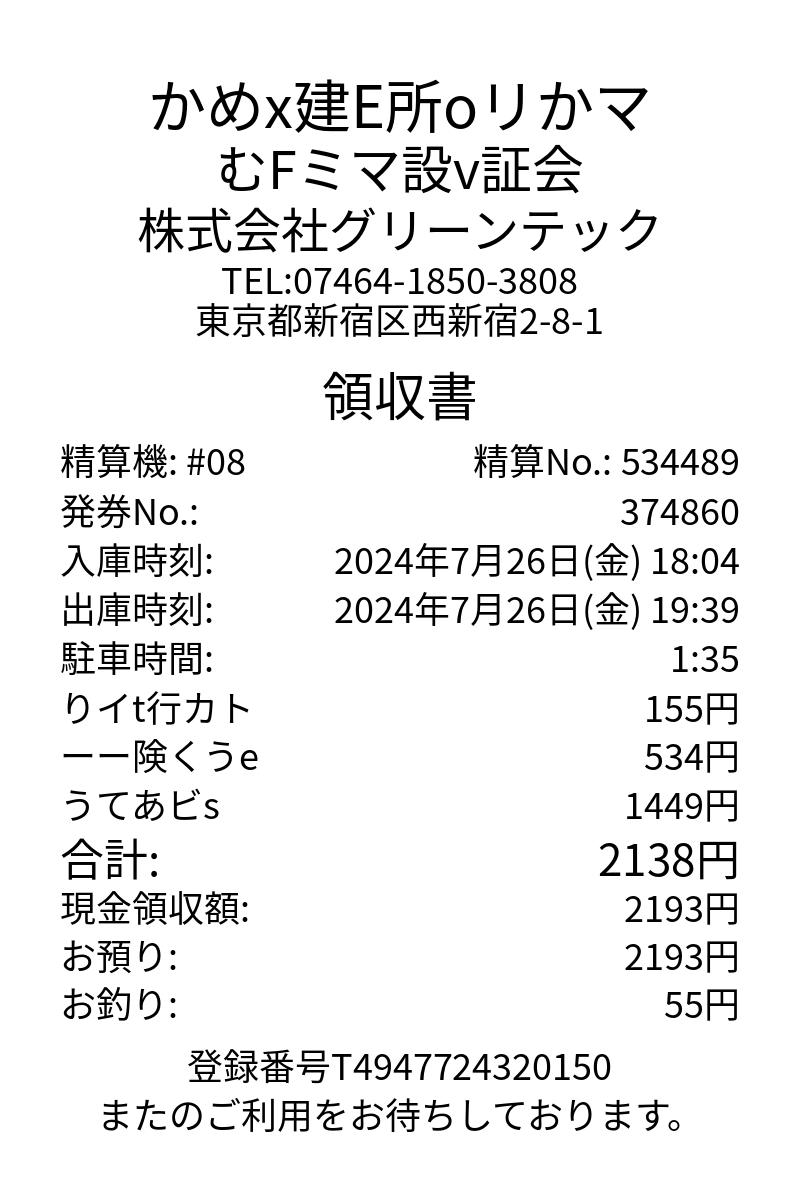 かめx建E所oリかマ
むFミマ設v証会
株式会社グリーンテック
TEL:07464-1850-3808
東京都新宿区西新宿2-8-1
領収書
精算機: #08 精算No.: 534489
発券No.: 374860
入庫時刻: 2024年7月26日(金) 18:04
出庫時刻: 2024年7月26日(金) 19:39
駐車時間: 1:35
りイt行カト 155円
ーー険くうe 534円
うてあビs 1449円
合計: 2138円
現金領収額: 2193円
お預り: 2193円
お釣り: 55円
登録番号T4947724320150
またのご利用をお待ちしております。